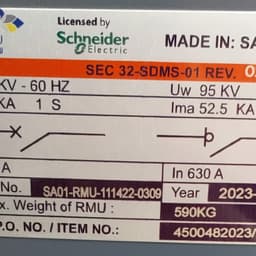 Licensed by
Schneider
Electric
MADE IN: SA
SEC 32-SDMS-01 REV.
KV - 60 HZ Uw 95 KV
KA 1 S Ima 52.5 KA
A In 630 A
No. SA01-RMU-111422-0309 Year 2023-
x. Weight of RMU : 590KG
P.O. NO. / ITEM NO.: 4500482023/